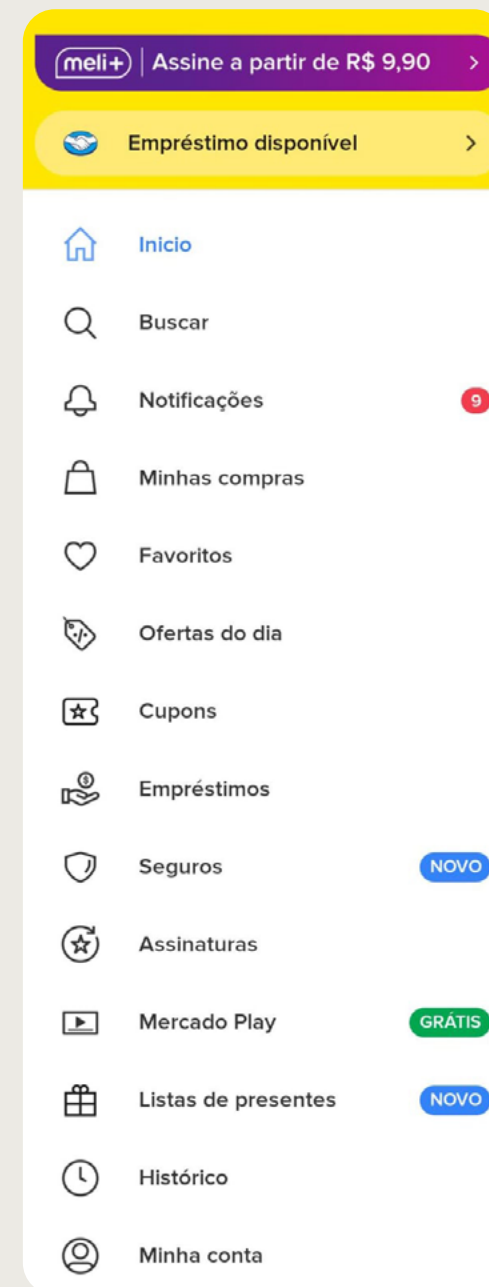 meli+ | Assine a partir de R$ 9,90 >
Empréstimo disponível >
Inicio
Buscar
Notificações 9
Minhas compras
Favoritos
Ofertas do dia
Cupons
Empréstimos
Seguros NOVO
Assinaturas
Mercado Play GRÁTIS
Listas de presentes NOVO
Histórico
Minha conta